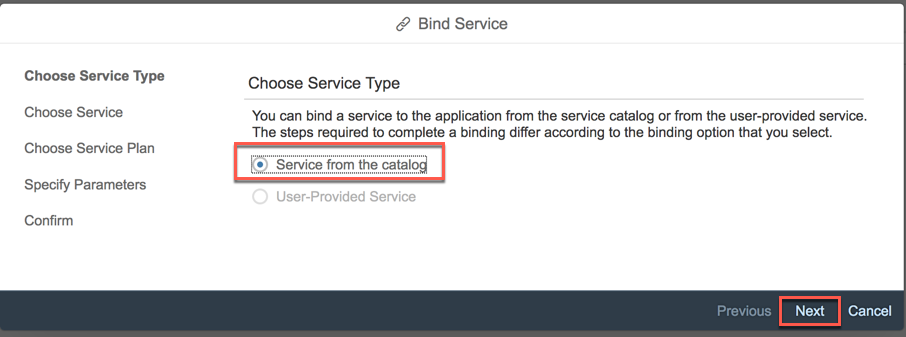 Bind Service
Choose Service Type
Choose Service
Choose Service Plan
Specify Parameters
Confirm
Choose Service Type
You can bind a service to the application from the service catalog or from the user-provided service.
The steps required to complete a binding differ according to the binding option that you select.
Service from the catalog
User-Provided Service
Previous Next Cancel